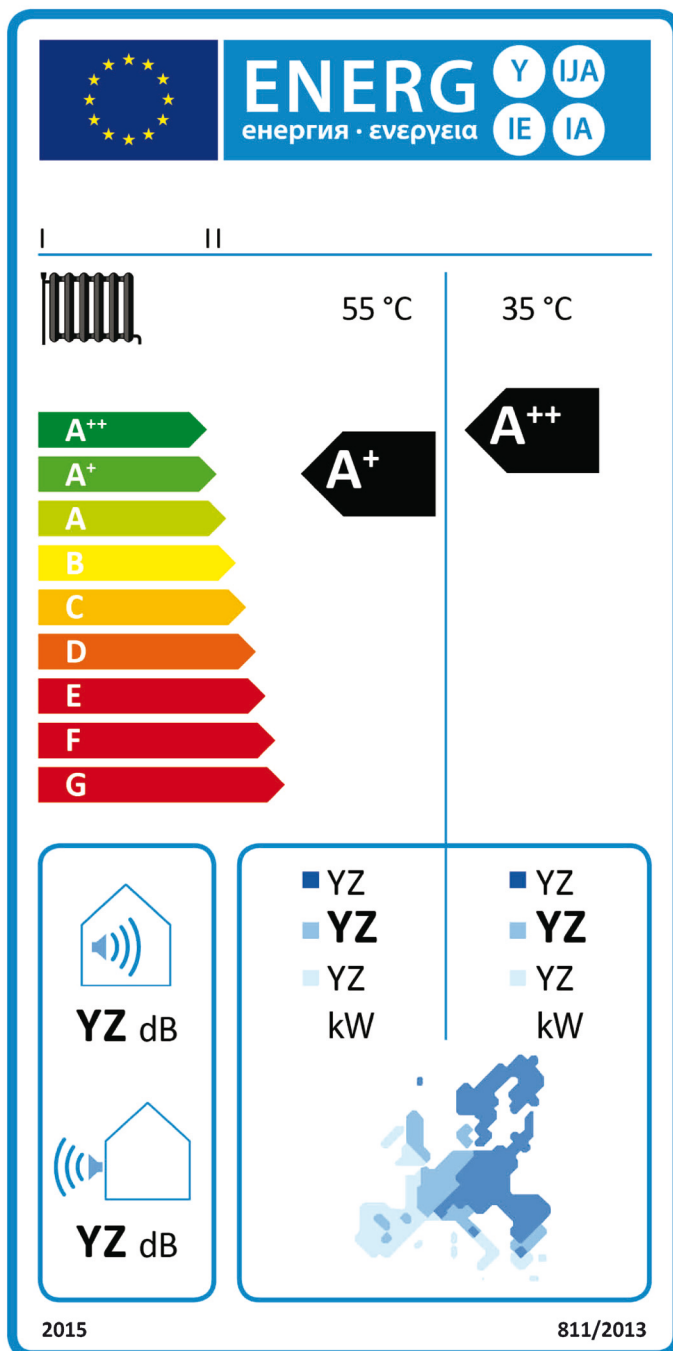 ENERG Y IJA
енергия · ενεργεια IE IA
I II
55 °C 35 °C
A++
A+
A
B
C
D
E
F
G
A+
A++
YZ YZ
YZ YZ
YZ YZ
kW kW
YZ dB
YZ dB
2015 811/2013